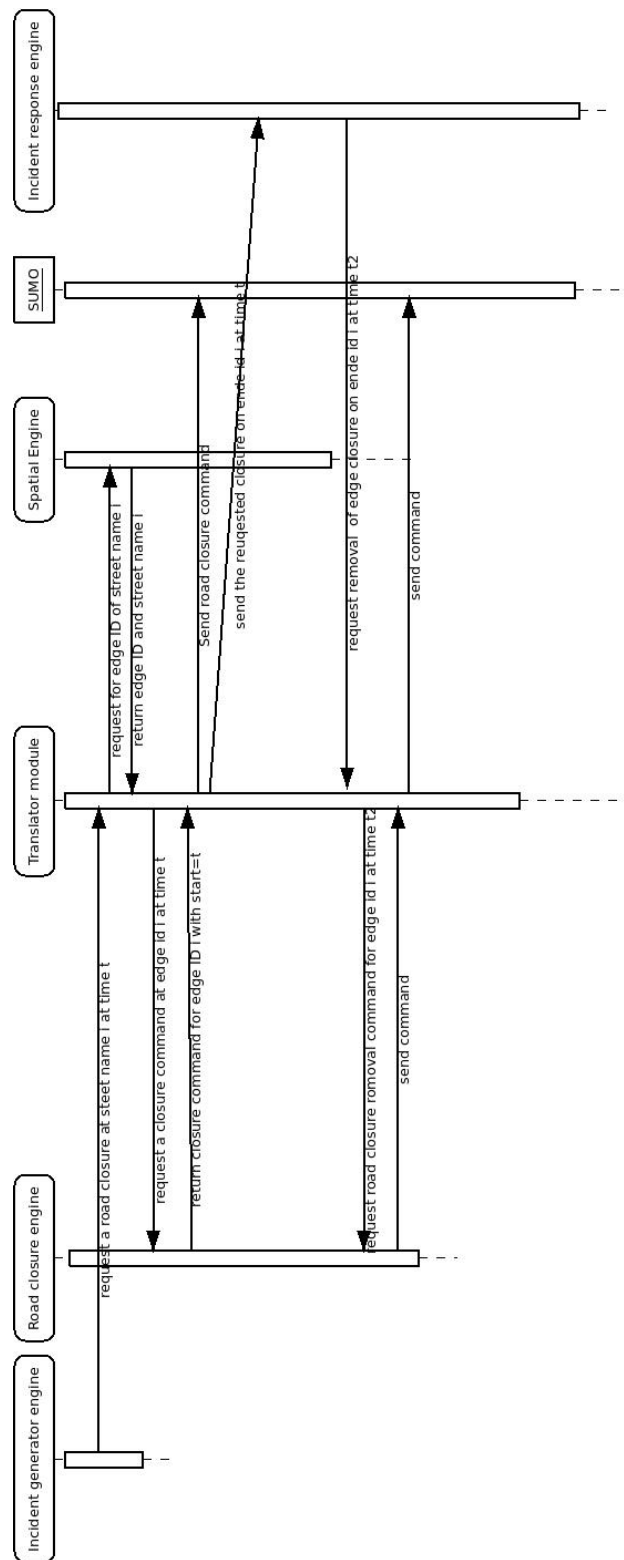 Incident generator engine
Road closure engine
Translator module
Spatial Engine
SUMO
Incident response engine
request a road closure at steet name i at time t
request for edge ID of street name i
return edge ID and street name i
request a closure command at edge id i at time t
return closure command for edge ID i with start=t
Send road closure command
send the reuqested closure on ende id i at time t
request removal of edge closure on ende id i at time t2
request road closure romoval command for edge id i at time t2
send command
send command